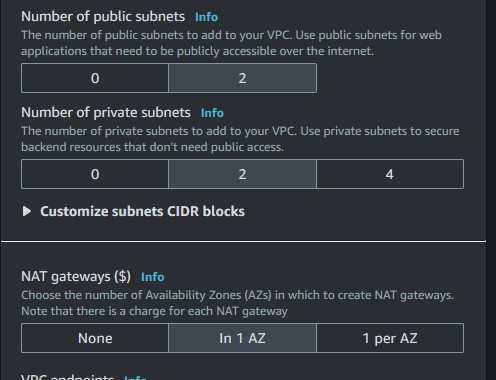 Number of public subnets Info
The number of public subnets to add to your VPC. Use public subnets for web
applications that need to be publicly accessible over the internet.
0 2
Number of private subnets Info
The number of private subnets to add to your VPC. Use private subnets to secure
backend resources that don't need public access.
0 2 4
Customize subnets CIDR blocks
NAT gateways ($) Info
Choose the number of Availability Zones (AZs) in which to create NAT gateways.
Note that there is a charge for each NAT gateway
None In 1 AZ 1 per AZ
VPC endpoints Info